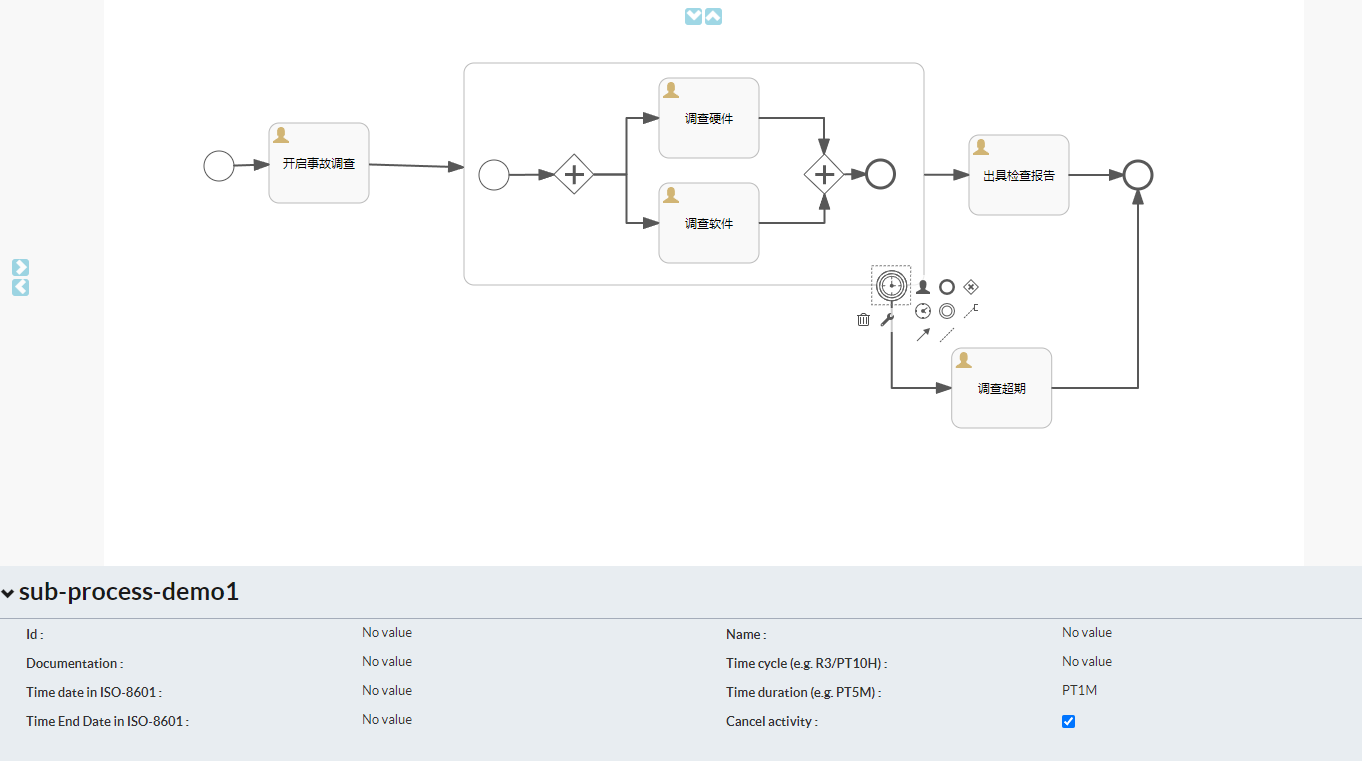 调查硬件
开启事故调查
出具检查报告
调查软件
调查超期
sub-process-demo1
Id : No value Name : No value
Documentation : No value Time cycle (e.g. R3/PT10H) : No value
Time date in ISO-8601 : No value Time duration (e.g. PT5M) : PT1M
Time End Date in ISO-8601 : No value Cancel activity :